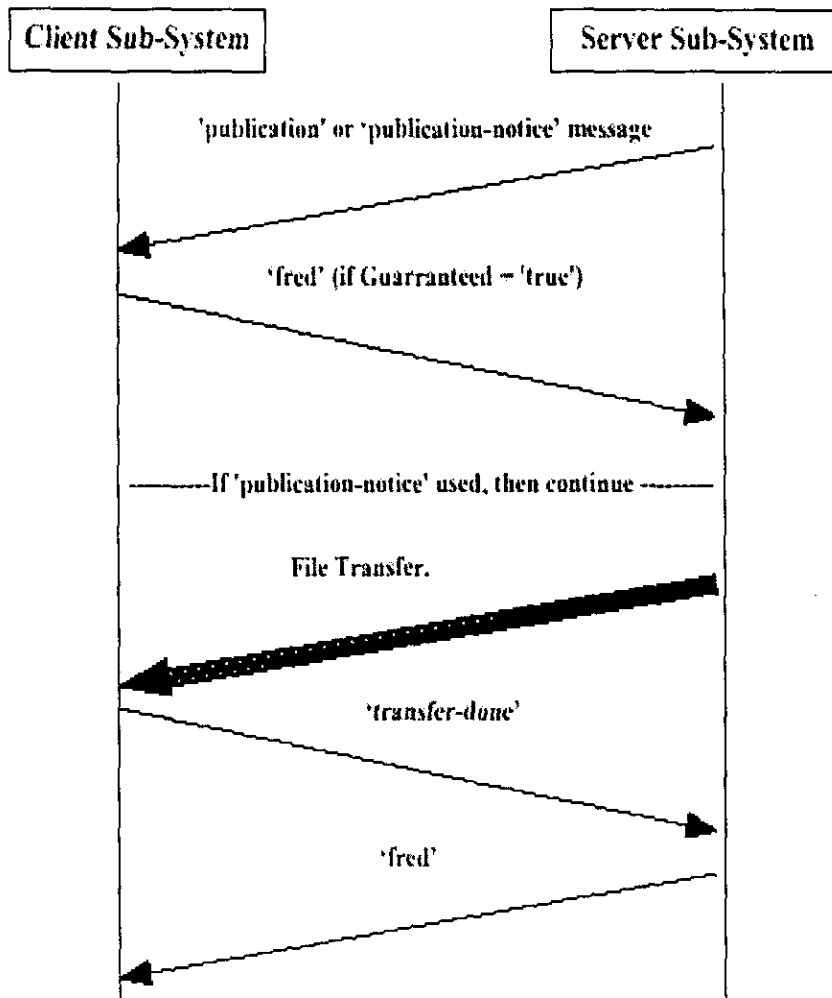 Client Sub-System
Server Sub-System
'publication' or 'publication-notice' message
'fred' (if Guarranteed = 'true')
If 'publication-notice' used, then continue
File Transfer.
'transfer-done'
'fred'